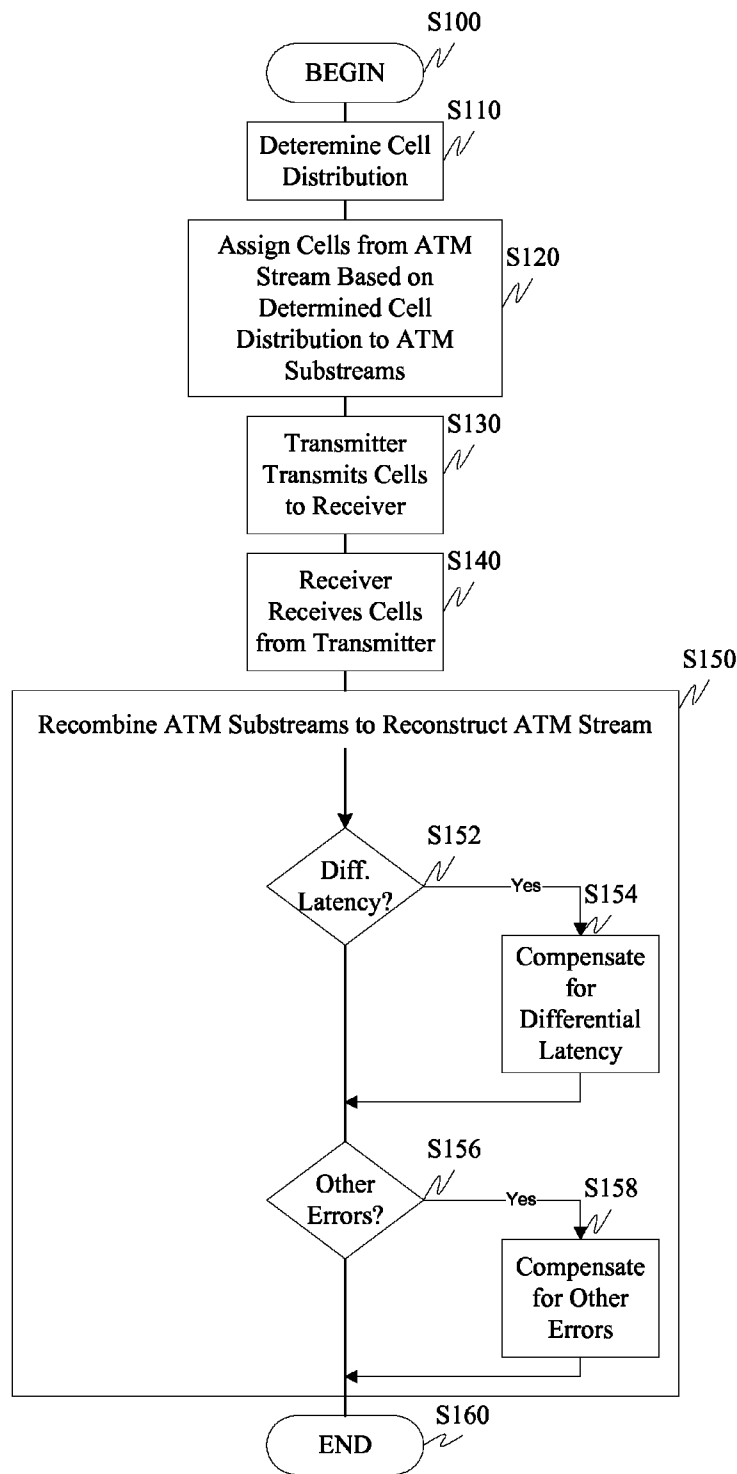 S100
BEGIN
S110
Deteremine Cell
Distribution
S120
Assign Cells from ATM
Stream Based on
Determined Cell
Distribution to ATM
Substreams
S130
Transmitter
Transmits Cells
to Receiver
S140
Receiver
Receives Cells
from Transmitter
S150
Recombine ATM Substreams to Reconstruct ATM Stream
S152
Diff.
Latency?
Yes
S154
Compensate
for
Differential
Latency
S156
Other
Errors?
Yes
S158
Compensate
for Other
Errors
S160
END